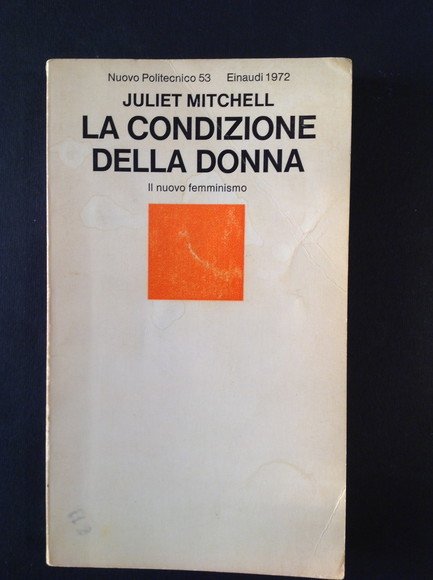 Nuovo Politecnico 53 Einaudi 1972
JULIET MITCHELL
LA CONDIZIONE
DELLA DONNA
Il nuovo femminismo